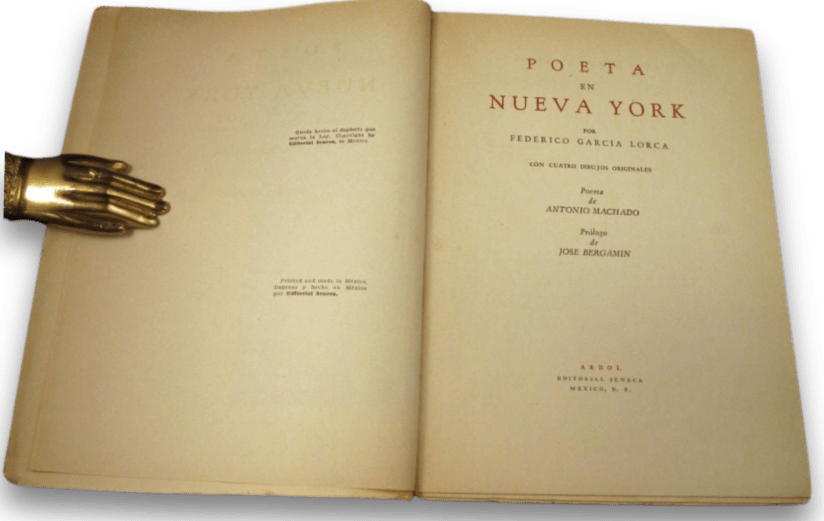 Queda hecho el depósito que
marca la Ley. Copyright by
Editorial Seneca, in Mexico.
Printed and made in México.
Impreso y hecho en México
por Editorial Seneca.
POETA
EN
NUEVA YORK
POR
FEDERICO GARCIA LORCA
CON CUATRO DIBUJOS ORIGINALES
Poema
de
ANTONIO MACHADO
Prólogo
de
JOSE BERGAMIN
ARBOL
EDITORIAL SENECA
MEXICO, D. F.